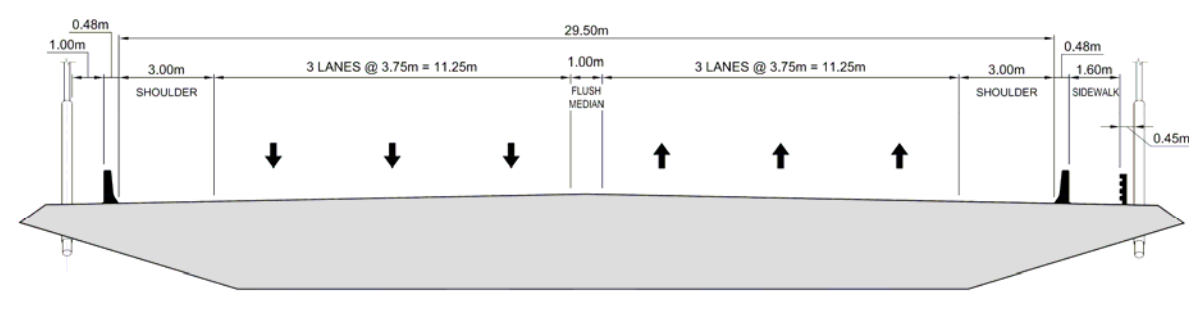 0.48m
29.50m
1.00m
3.00m
SHOULDER
3 LANES @ 3.75m = 11.25m
1.00m
FLUSH
MEDIAN
3 LANES @ 3.75m = 11.25m
3.00m
SHOULDER
0.48m
1.60m
SIDEWALK
0.45m